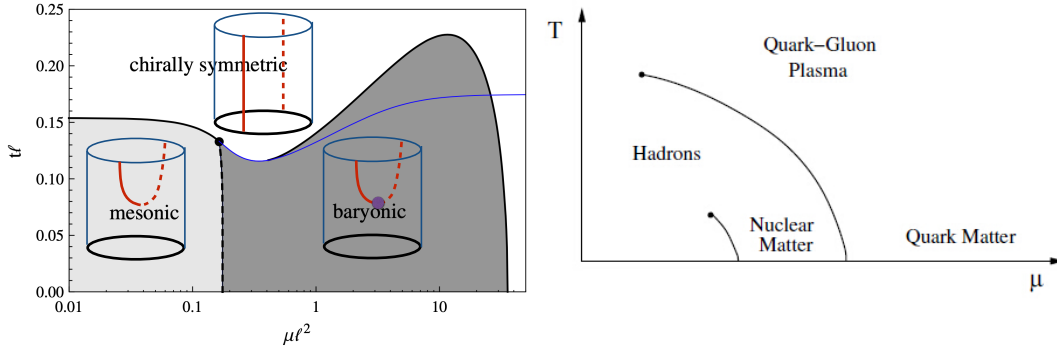 0.25
0.20
0.15
0.10
0.05
0.00
tℓ
chirally symmetric
mesonic
baryonic
0.01
0.1
1
10
μℓ²
T
Quark–Gluon
Plasma
Hadrons
Nuclear
Matter
Quark Matter
μ